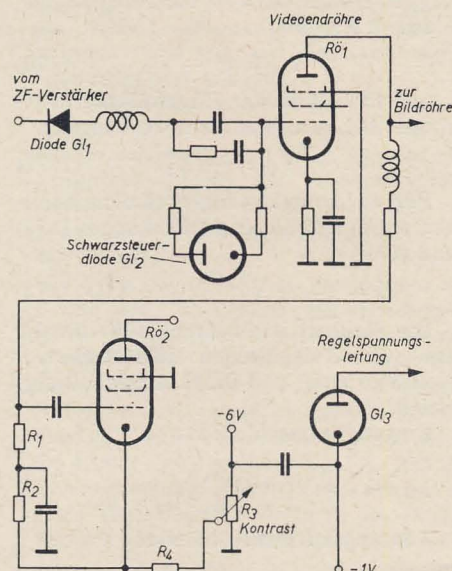 Videoendröhre
Rö1
vom
ZF-Verstärker
Diode Gl1
zur
Bildröhre
Schwarzsteuer-
diode Gl2
Rö2
Regelspannungs-
leitung
-6V
Gl3
R1
R2
R3
Kontrast
R4
-1V